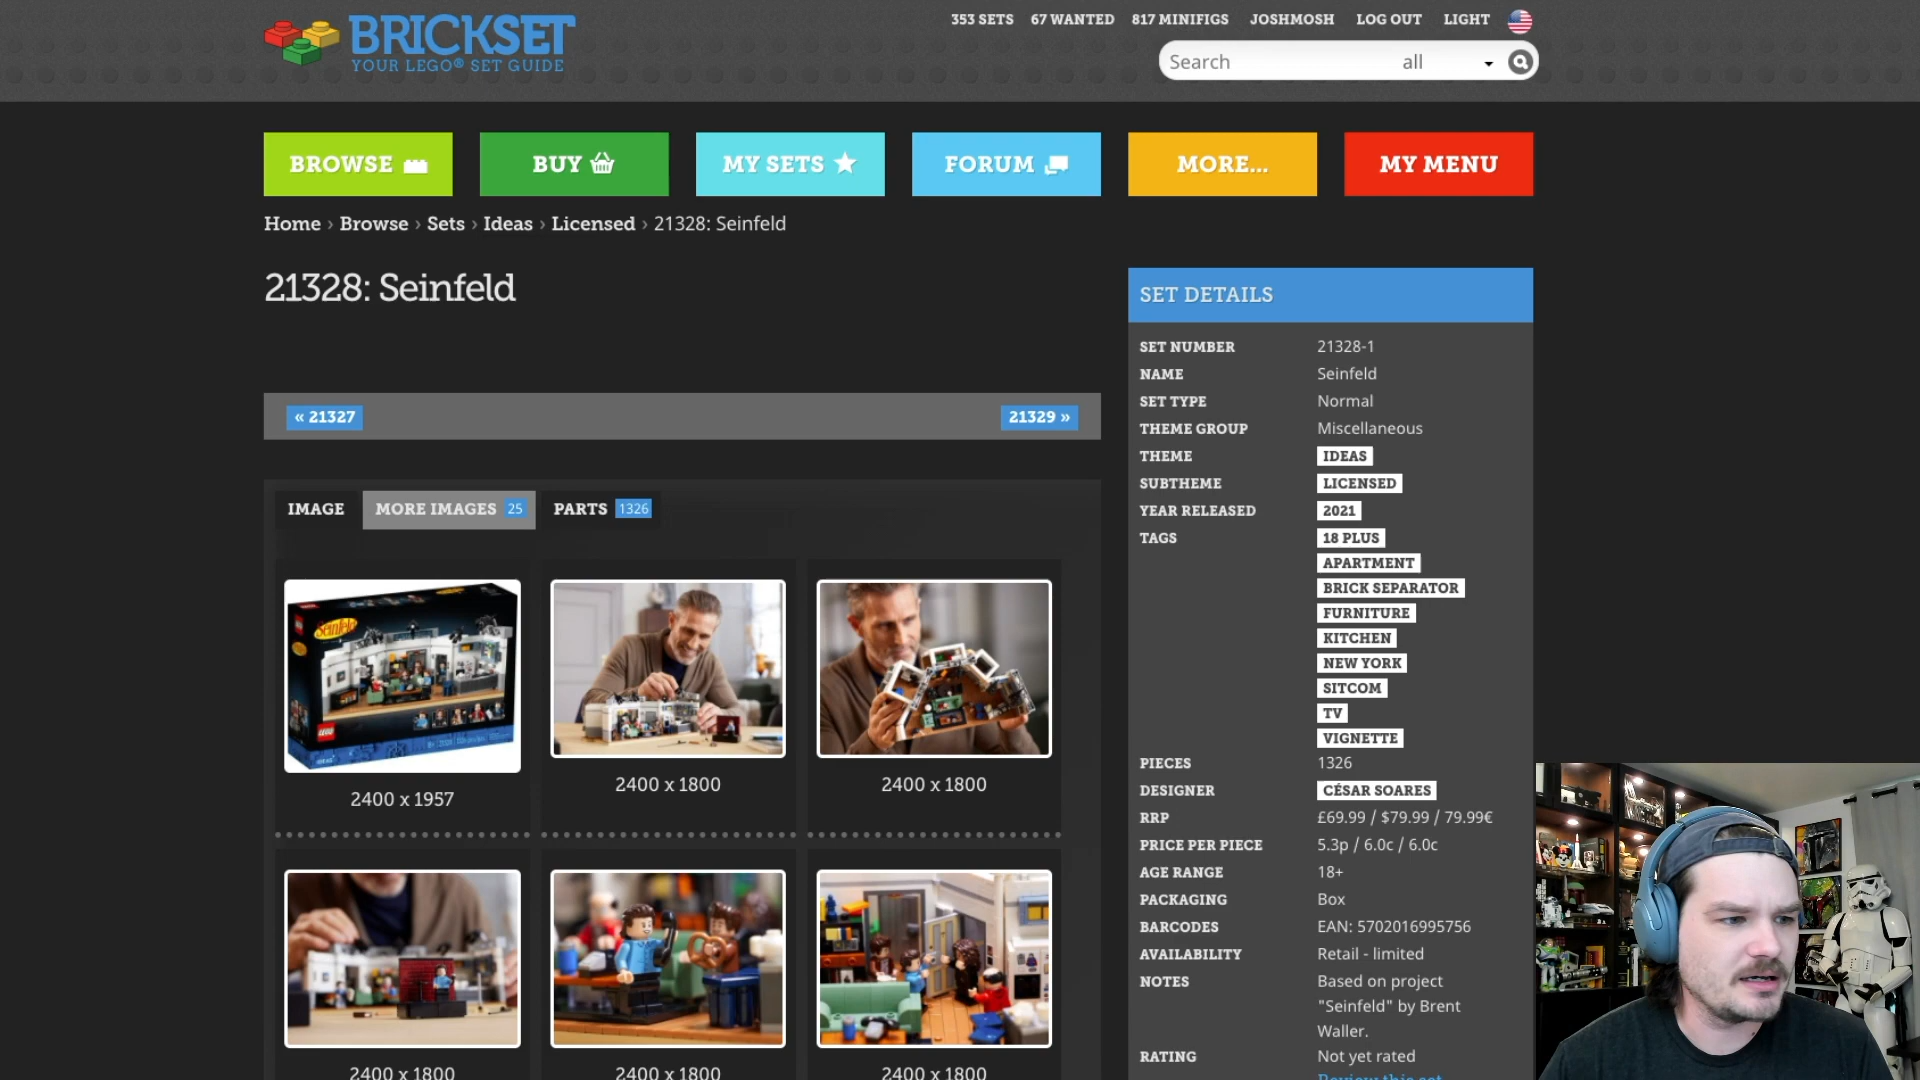 BRICKSET
YOUR LEGO® SET GUIDE
353 SETS 67 WANTED 817 MINIFIGS JOSHMOSH LOG OUT LIGHT
Search all
BROWSE
BUY
MY SETS
FORUM
MORE...
MY MENU
Home › Browse › Sets › Ideas › Licensed › 21328: Seinfeld
21328: Seinfeld
« 21327
21329 »
IMAGE MORE IMAGES 25 PARTS 1326
Seinfeld
LEGO
2400 x 1957
2400 x 1800
2400 x 1800
2400 x 1800
2400 x 1800
2400 x 1800
SET DETAILS
SET NUMBER 21328-1
NAME Seinfeld
SET TYPE Normal
THEME GROUP Miscellaneous
THEME IDEAS
SUBTHEME LICENSED
YEAR RELEASED 2021
TAGS 18 PLUS
APARTMENT
BRICK SEPARATOR
FURNITURE
KITCHEN
NEW YORK
SITCOM
TV
VIGNETTE
PIECES 1326
DESIGNER CÉSAR SOARES
RRP £69.99 / $79.99 / 79.99€
PRICE PER PIECE 5.3p / 6.0c / 6.0c
AGE RANGE 18+
PACKAGING Box
BARCODES EAN: 5702016995756
AVAILABILITY Retail - limited
NOTES Based on project
"Seinfeld" by Brent
Waller.
RATING Not yet rated
Review this set